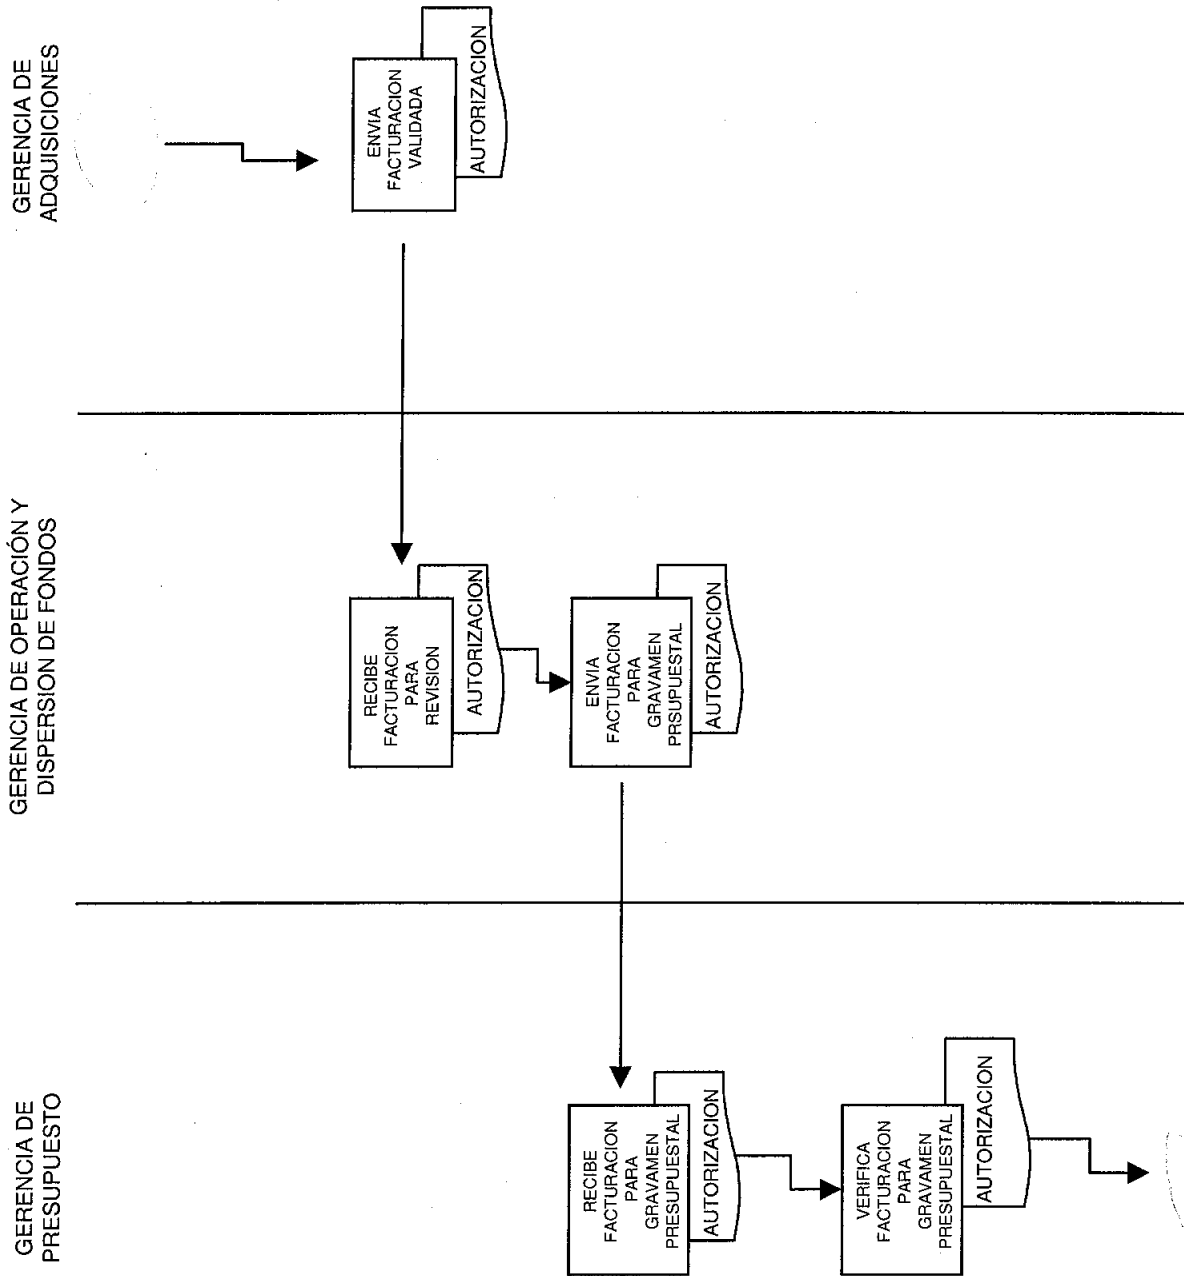 GERENCIA DE
ADQUISICIONES
ENVIA
FACTURACION
VALIDADA
AUTORIZACION
GERENCIA DE OPERACIÓN Y
DISPERSION DE FONDOS
RECIBE
FACTURACION
PARA
REVISION
AUTORIZACION
ENVIA
FACTURACION
PARA
GRAVAMEN
PRSUPUESTAL
AUTORIZACION
GERENCIA DE
PRESUPUESTO
RECIBE
FACTURACION
PARA
GRAVAMEN
PRESUPUESTAL
AUTORIZACION
VERIFICA
FACTURACION
PARA
GRAVAMEN
PRESUPUESTAL
AUTORIZACION